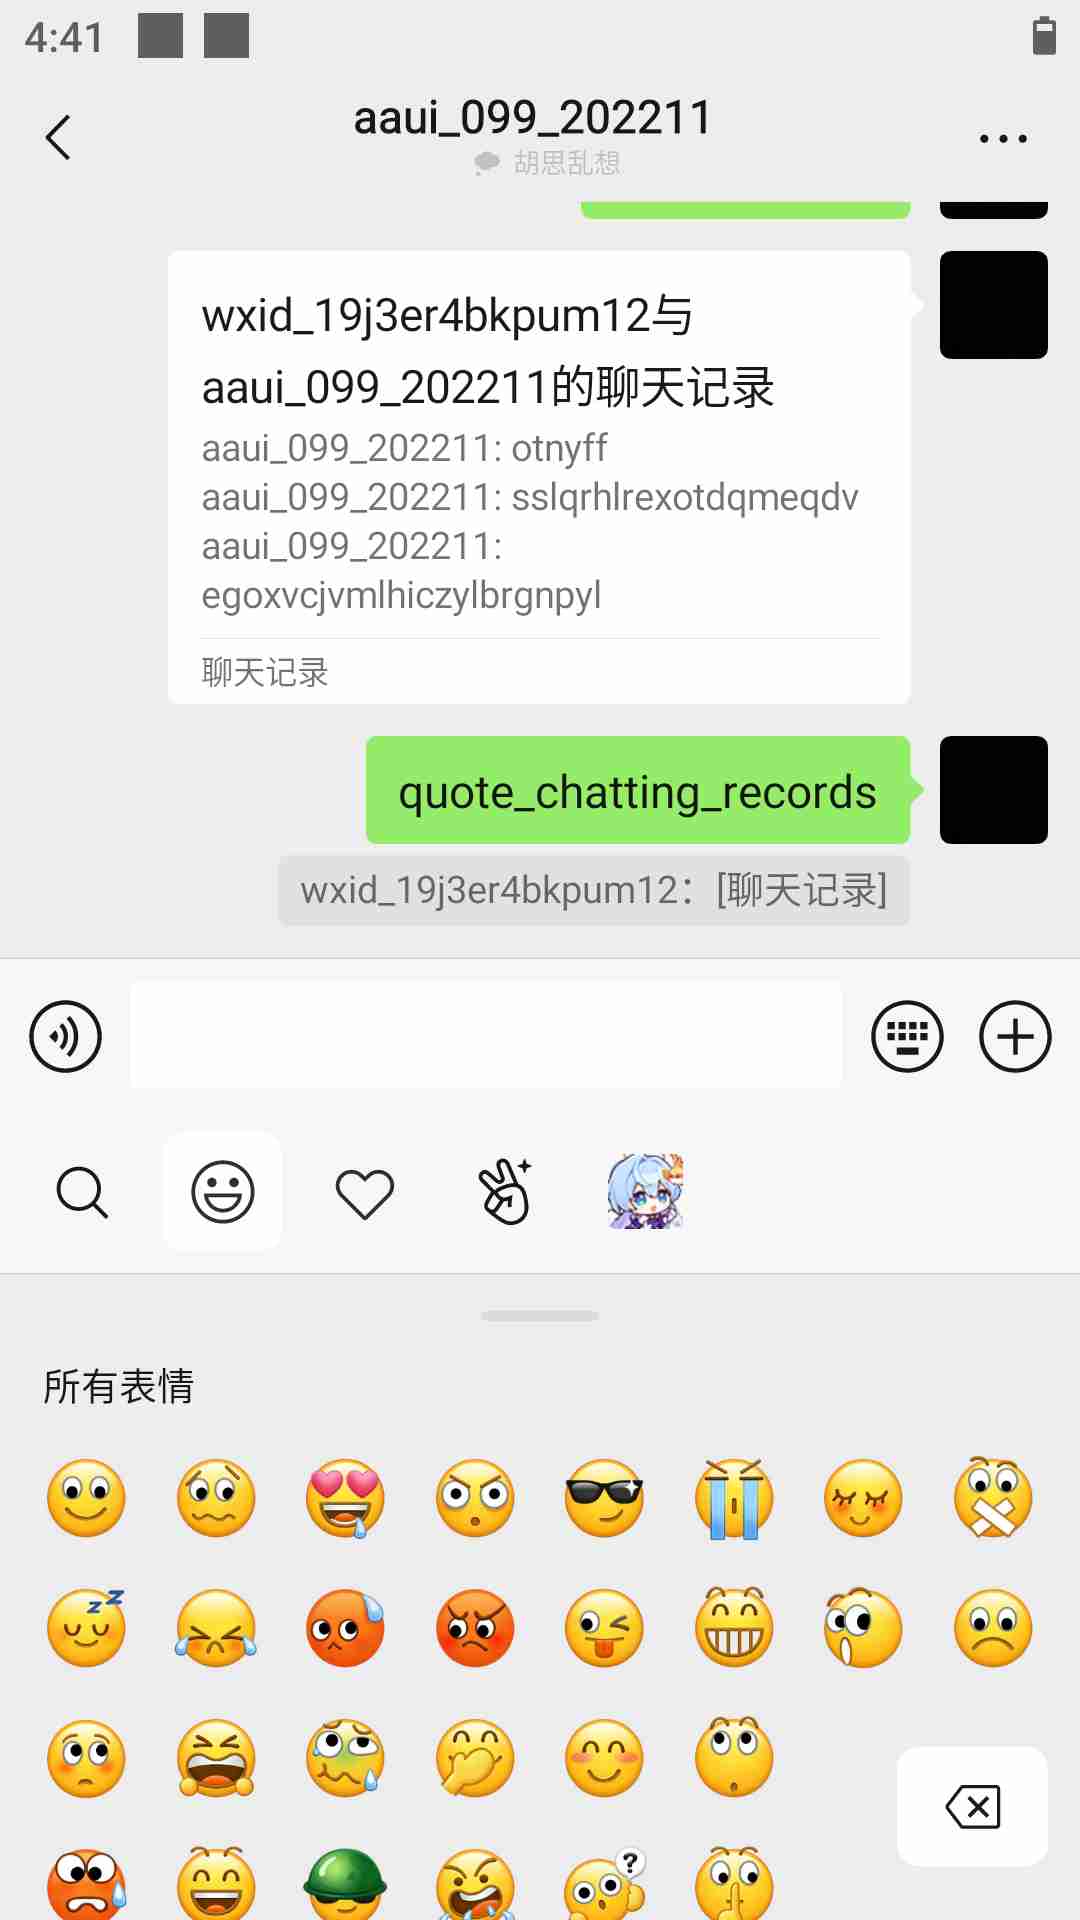 4:41
aaui_099_202211
胡思乱想
wxid_19j3er4bkpum12与
aaui_099_202211的聊天记录
aaui_099_202211: otnyff
aaui_099_202211: sslqrhlrexotdqmeqdv
aaui_099_202211:
egoxvcjvmlhiczylbrgnpyl
聊天记录
quote_chatting_records
wxid_19j3er4bkpum12：[聊天记录]
所有表情